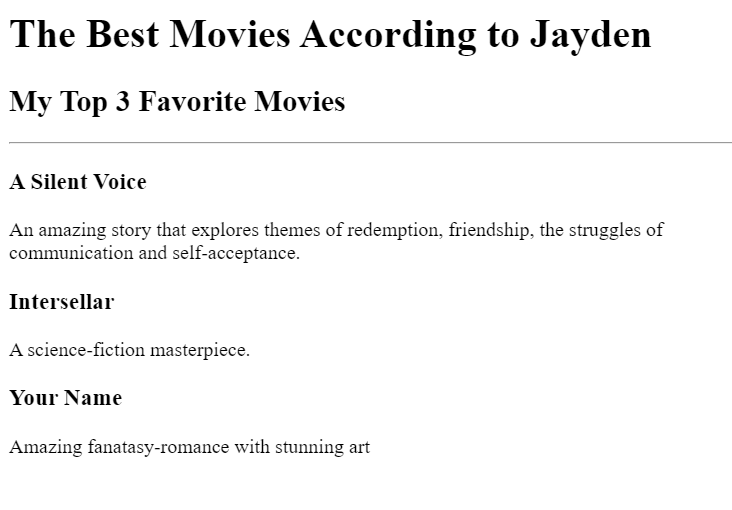 The Best Movies According to Jayden
My Top 3 Favorite Movies
A Silent Voice
An amazing story that explores themes of redemption, friendship, the struggles of
communication and self-acceptance.
Intersellar
A science-fiction masterpiece.
Your Name
Amazing fanatasy-romance with stunning art